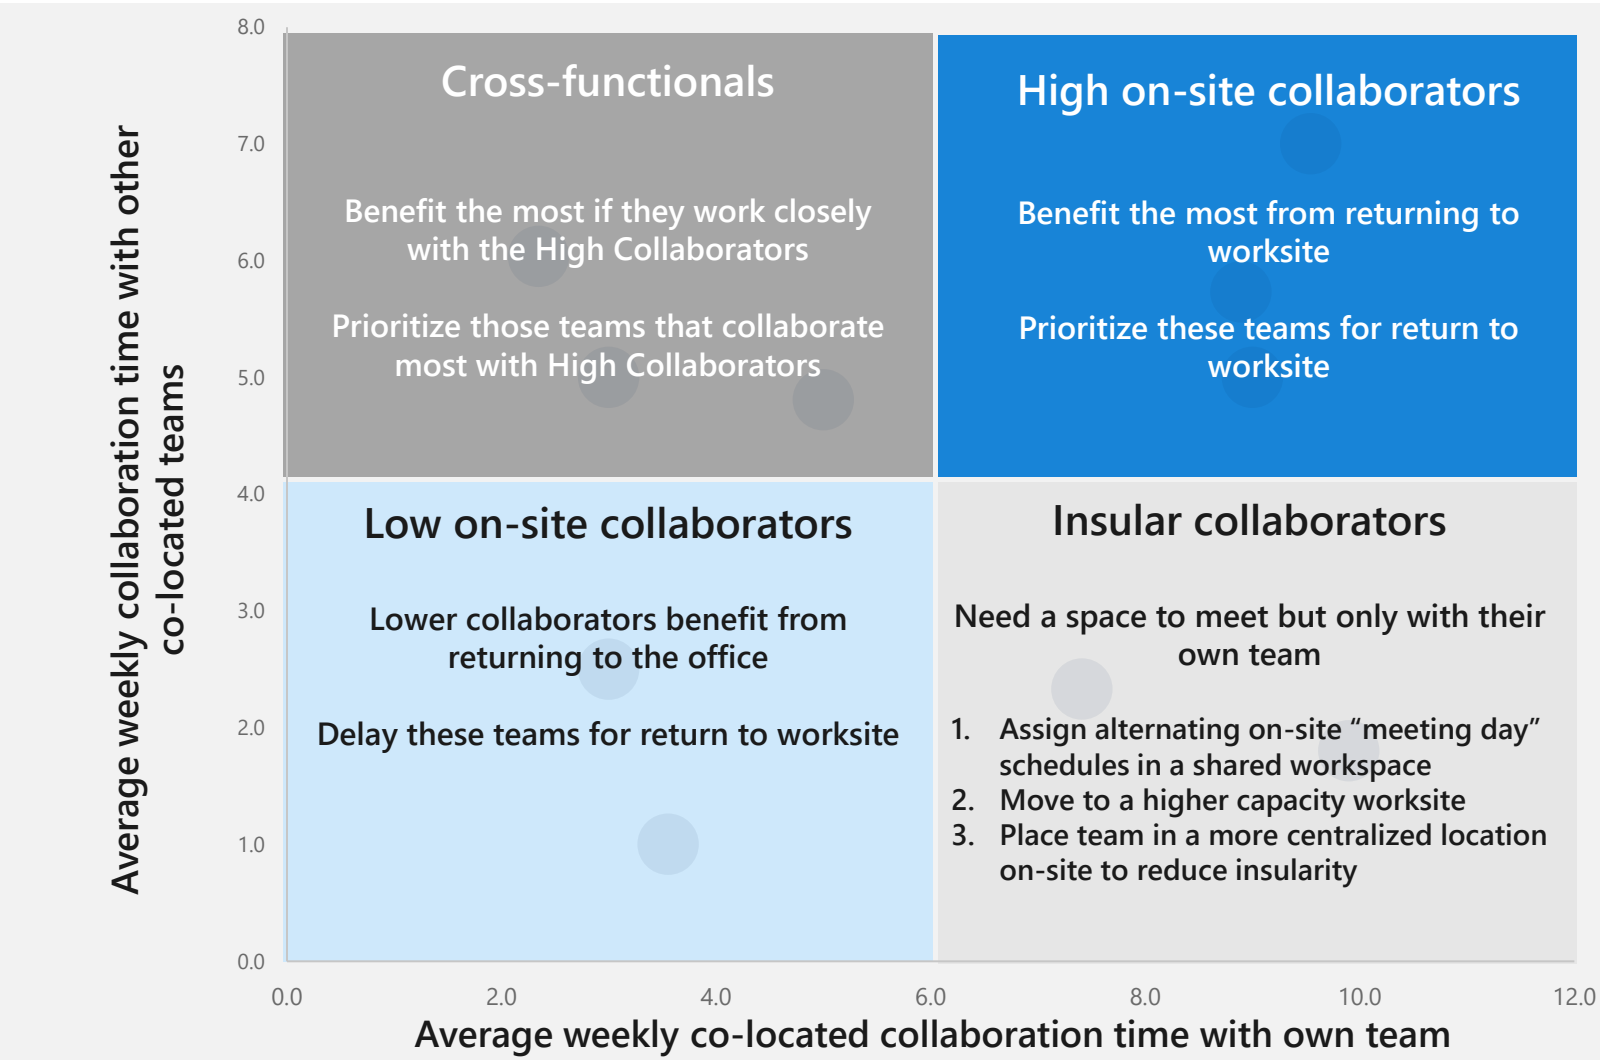 8.0
7.0
6.0
5.0
4.0
3.0
2.0
1.0
0.0
Average weekly collaboration time with other
co-located teams
Cross-functionals
Benefit the most if they work closely
with the High Collaborators
Prioritize those teams that collaborate
most with High Collaborators
High on-site collaborators
Benefit the most from returning to
worksite
Prioritize these teams for return to
worksite
Low on-site collaborators
Lower collaborators benefit from
returning to the office
Delay these teams for return to worksite
Insular collaborators
Need a space to meet but only with their
own team
1. Assign alternating on-site “meeting day”
schedules in a shared workspace
2. Move to a higher capacity worksite
3. Place team in a more centralized location
on-site to reduce insularity
0.0 2.0 4.0 6.0 8.0 10.0 12.0
Average weekly co-located collaboration time with own team